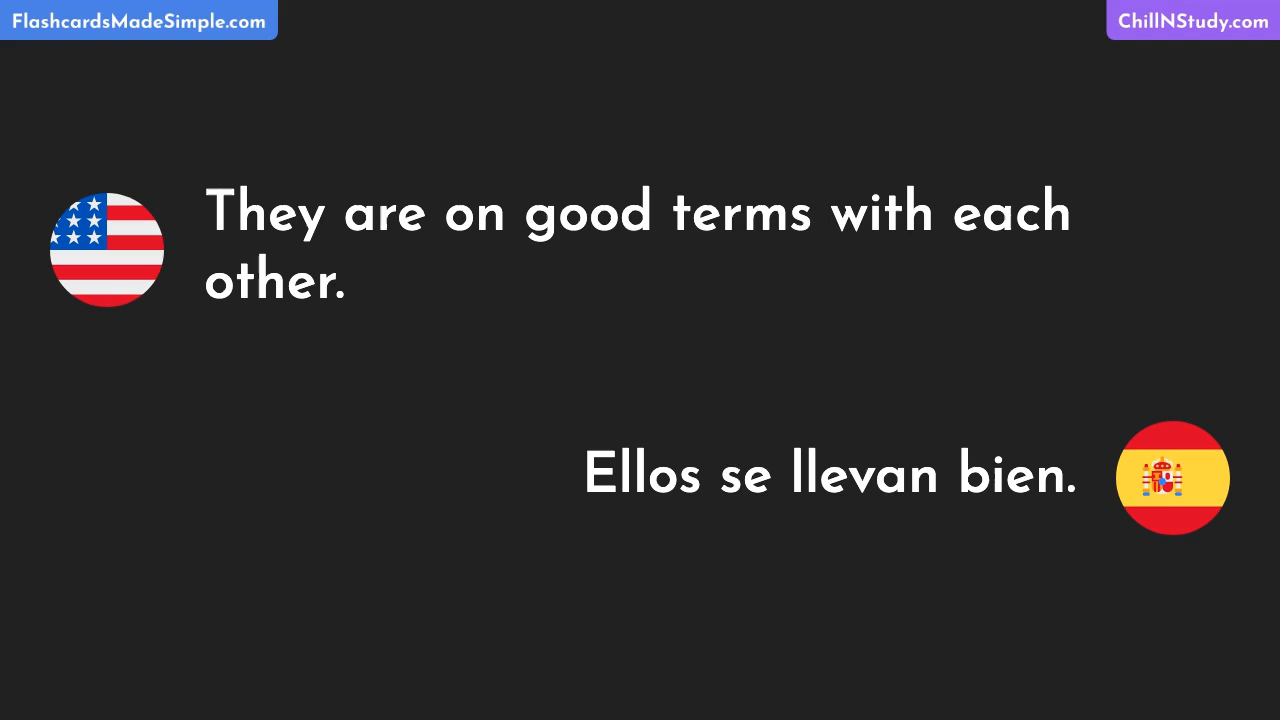 FlashcardsMadeSimple.com
ChillNStudy.com
They are on good terms with each
other.
Ellos se llevan bien.